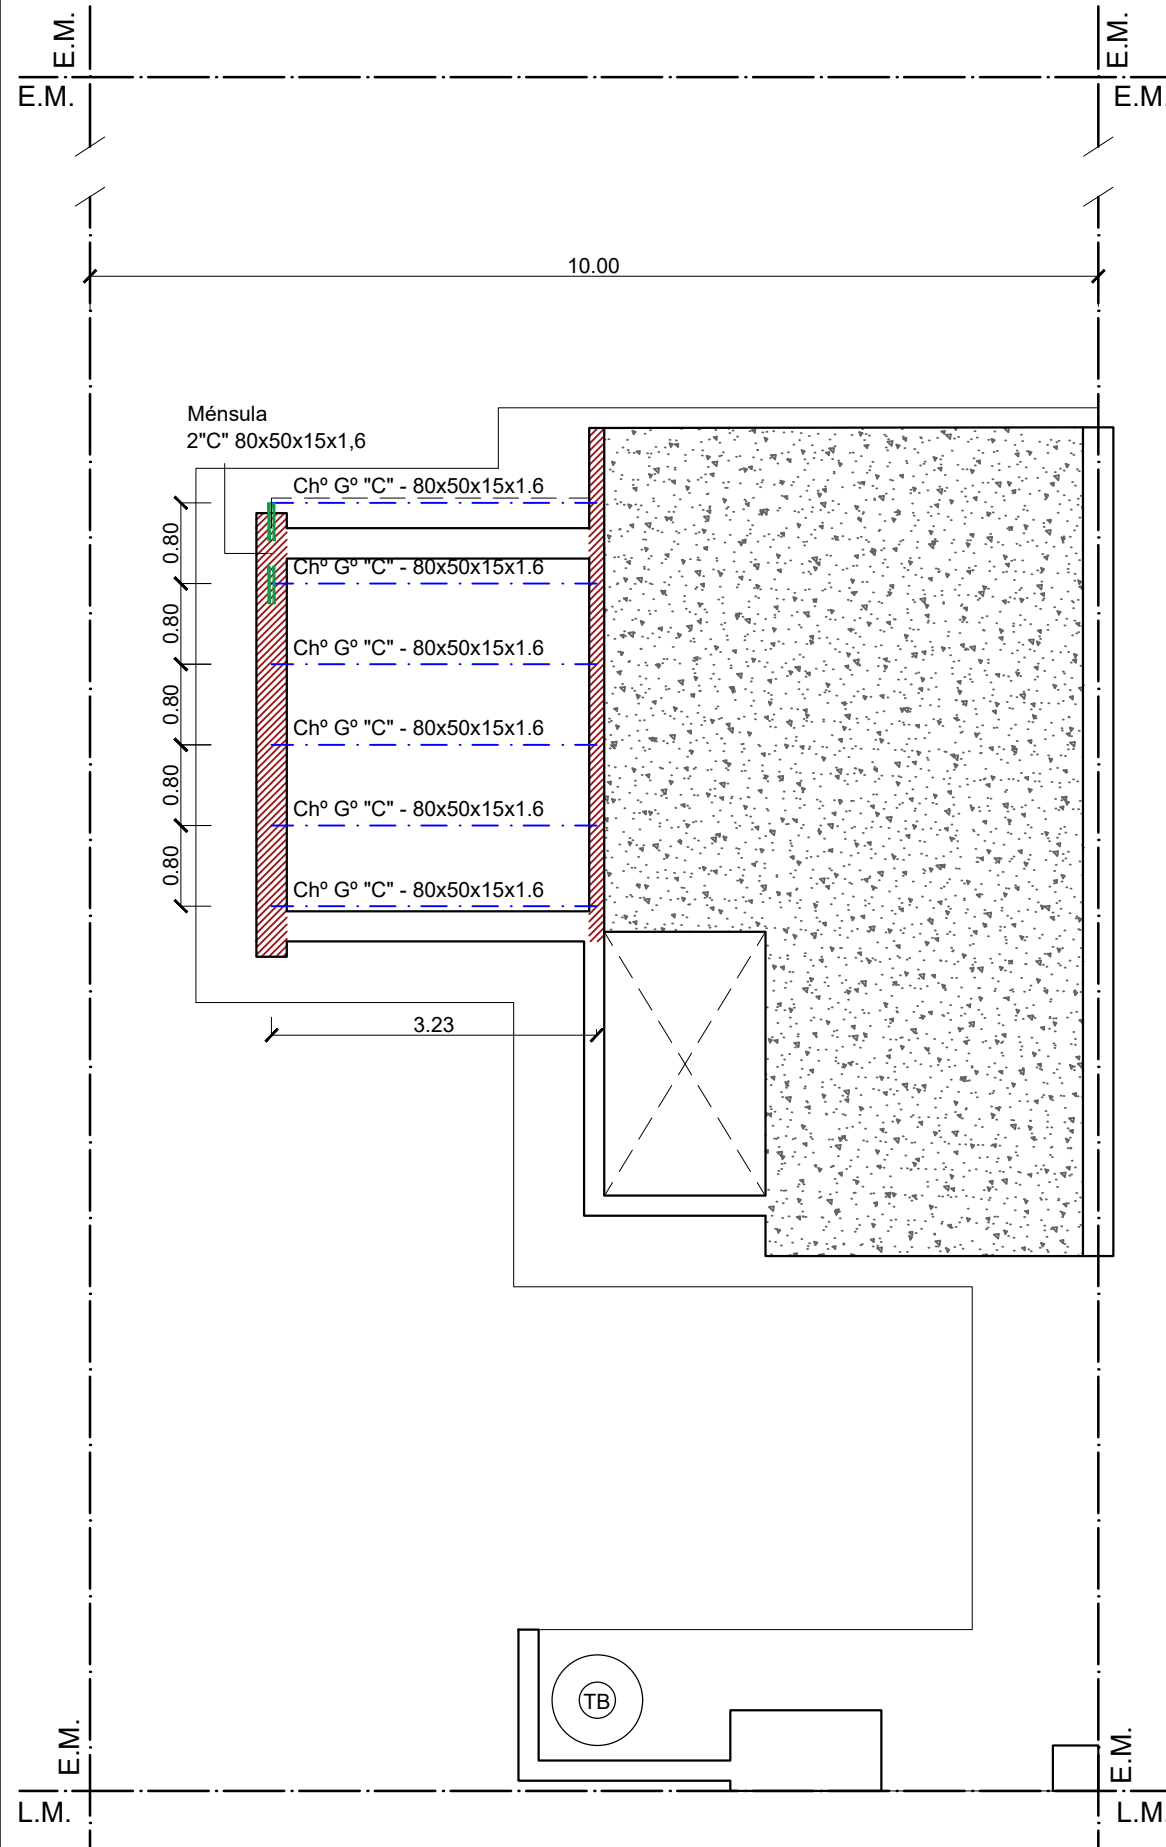 E.M.
E.M.
E.M.
E.M.
10.00
Ménsula
2"C" 80x50x15x1,6
Chº Gº "C" - 80x50x15x1.6
0.80
Chº Gº "C" - 80x50x15x1.6
0.80
Chº Gº "C" - 80x50x15x1.6
0.80
Chº Gº "C" - 80x50x15x1.6
0.80
Chº Gº "C" - 80x50x15x1.6
0.80
Chº Gº "C" - 80x50x15x1.6
3.23
TB
E.M.
E.M.
L.M.
L.M.